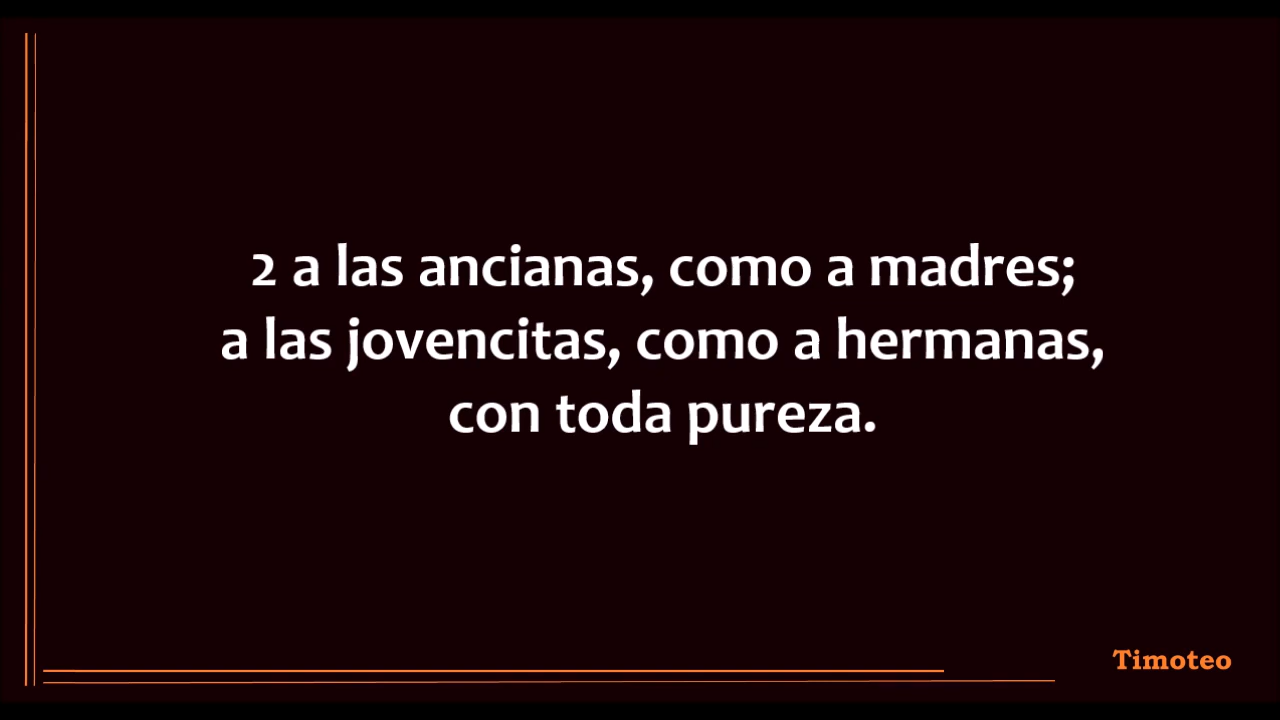 2 a las ancianas, como a madres;
a las jovencitas, como a hermanas,
con toda pureza.
Timoteo